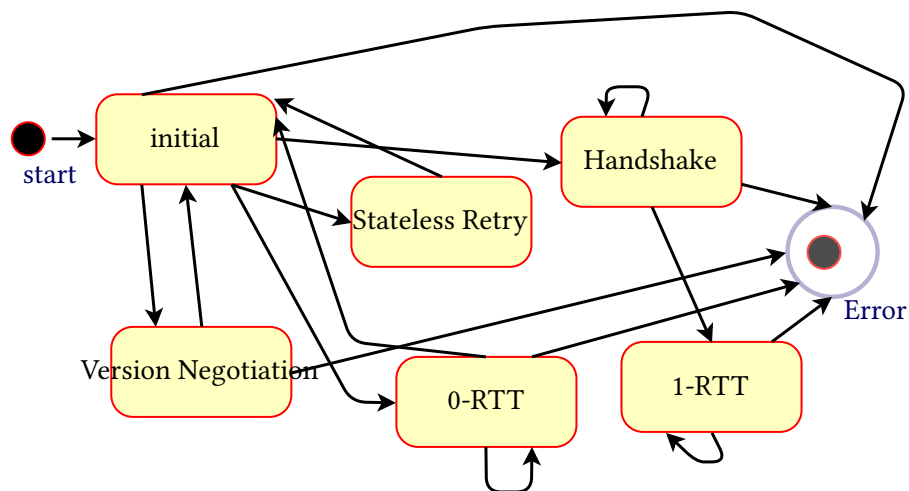 initial
start
Handshake
Stateless Retry
Error
Version Negotiation
0-RTT
1-RTT